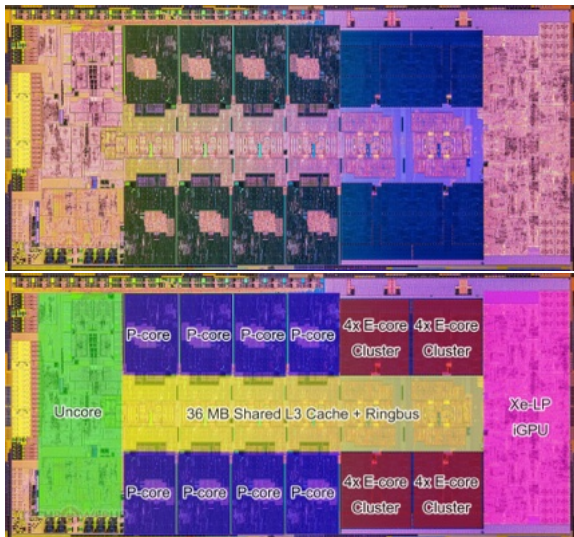 P-core P-core P-core P-core
4x E-core Cluster 4x E-core Cluster
Uncore
36 MB Shared L3 Cache + Ringbus
Xe-LP iGPU
P-core P-core P-core P-core
4x E-core Cluster 4x E-core Cluster